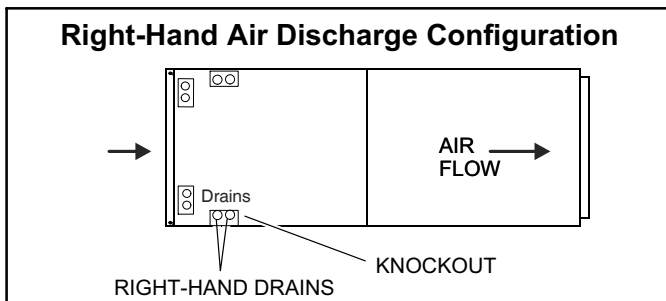 Right-Hand Air Discharge Configuration
AIR
FLOW
Drains
KNOCKOUT
RIGHT-HAND DRAINS